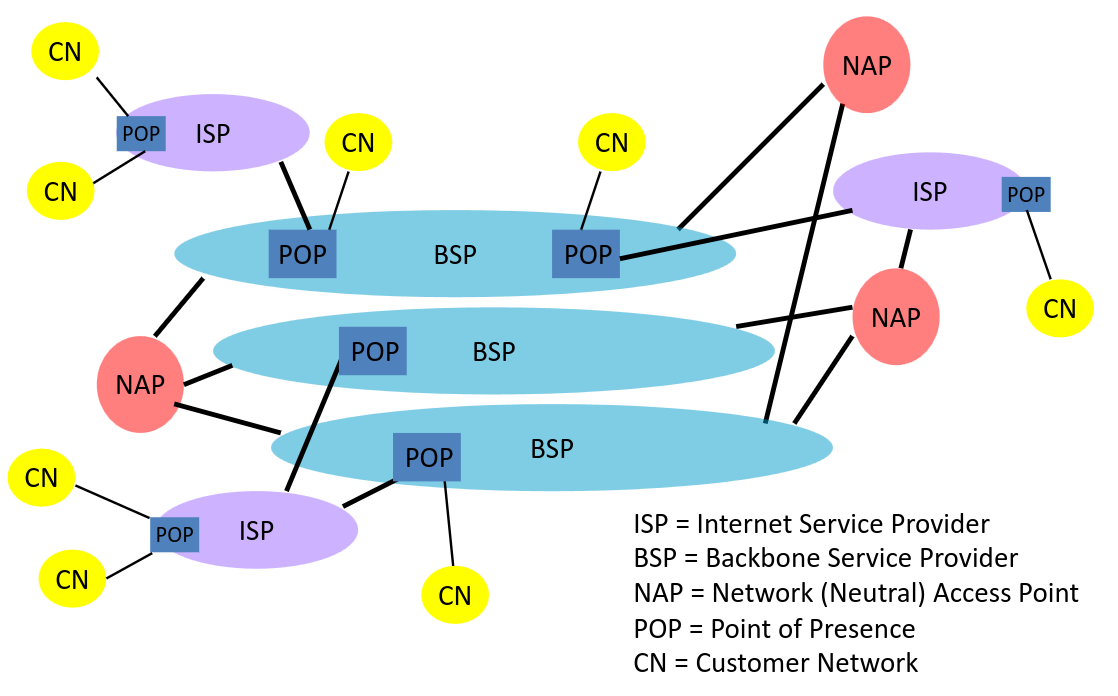 CN
NAP
POP
ISP
CN
CN
CN
ISP
POP
POP
BSP
POP
CN
NAP
POP
BSP
NAP
POP
BSP
CN
POP
ISP
CN
CN
ISP = Internet Service Provider
BSP = Backbone Service Provider
NAP = Network (Neutral) Access Point
POP = Point of Presence
CN = Customer Network